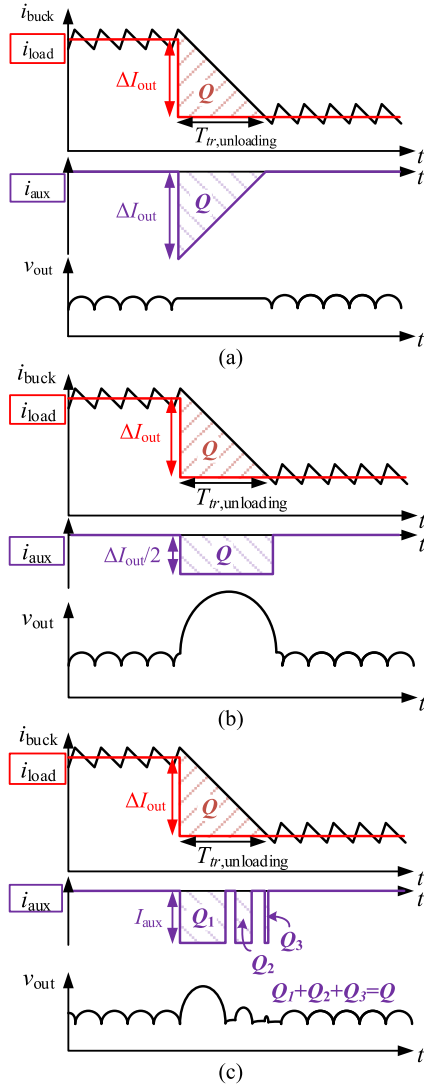 i_buck
i_load
ΔI_out
Q
T_tr,unloading
t
i_aux
t
ΔI_out
Q
v_out
t
(a)
i_buck
i_load
ΔI_out
Q
T_tr,unloading
t
i_aux
t
ΔI_out/2
Q
v_out
t
(b)
i_buck
i_load
ΔI_out
Q
T_tr,unloading
t
i_aux
t
I_aux
Q_1
Q_3
Q_2
v_out
Q_1+Q_2+Q_3=Q
t
(c)